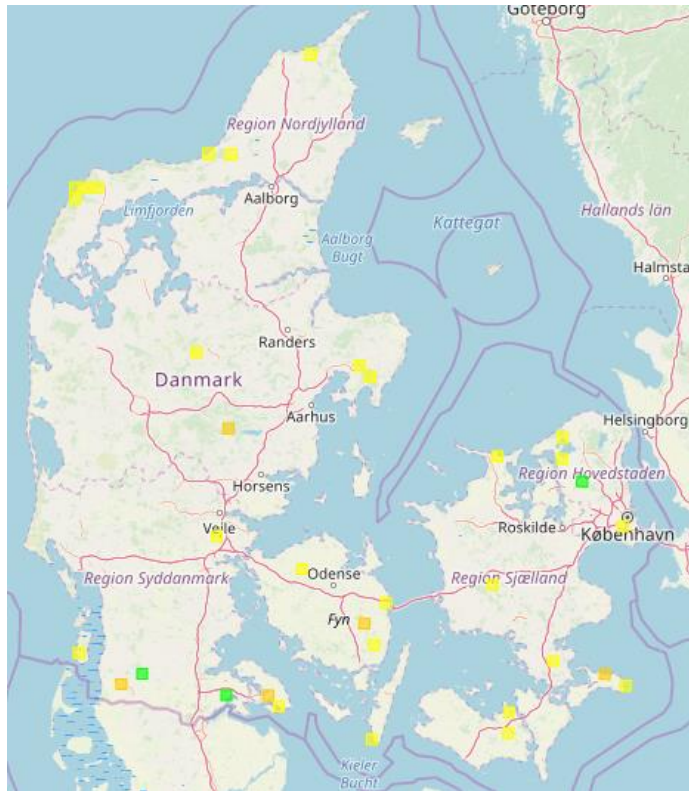 Göteborg
Region Nordjylland
Aalborg
Limfjorden
Hallands län
Kattegat
Aalborg
Bugt
Halmsta
Randers
Danmark
Aarhus
Helsingborg
Horsens
Region Hovedstaden
Vejle
Roskilde
København
Region Syddanmark
Odense
Region Sjælland
Fyn
Kieler
Bucht